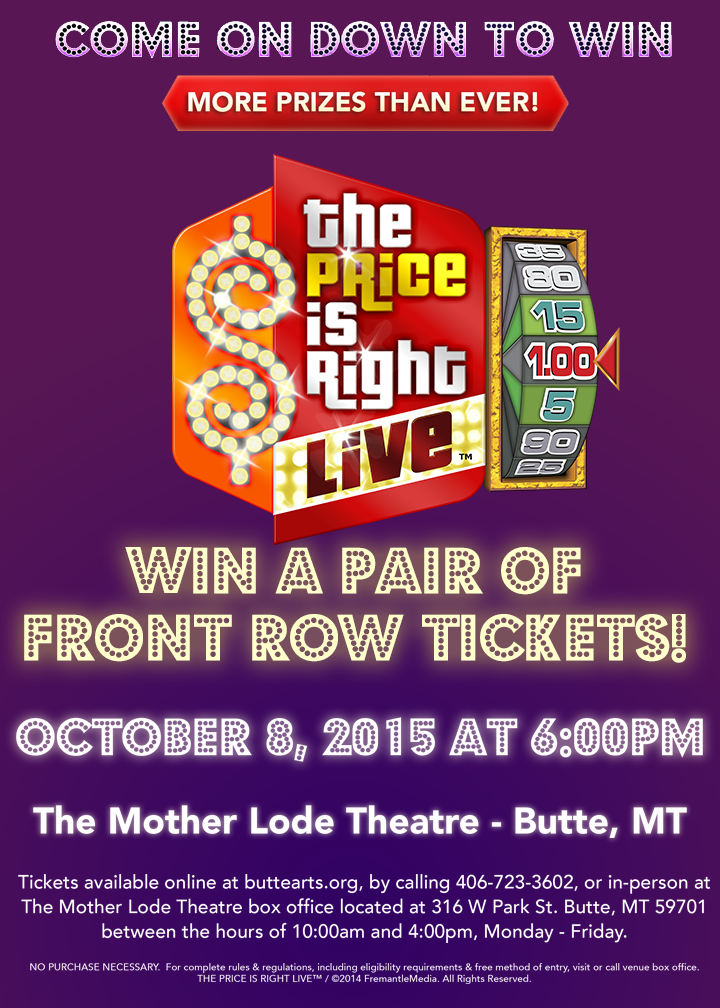 COME ON DOWN TO WIN
MORE PRIZES THAN EVER!
the
PRiCe
is
Right
LiVe™
35
80
15
1.00
5
90
25
WIN A PAIR OF
FRONT ROW TICKETS!
OCTOBER 8, 2015 AT 6:00PM
The Mother Lode Theatre - Butte, MT
Tickets available online at buttearts.org, by calling 406-723-3602, or in-person at
The Mother Lode Theatre box office located at 316 W Park St. Butte, MT 59701
between the hours of 10:00am and 4:00pm, Monday - Friday.
NO PURCHASE NECESSARY. For complete rules & regulations, including eligibility requirements & free method of entry, visit or call venue box office.
THE PRICE IS RIGHT LIVE™ / ©2014 FremantleMedia. All Rights Reserved.